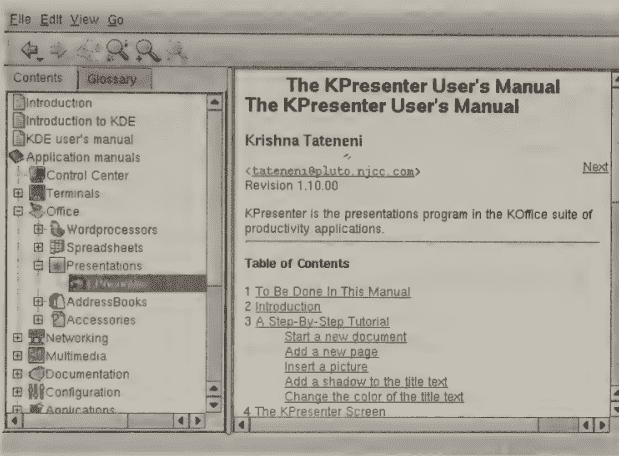 File Edit View Go
Contents Glossary
Introduction
Introduction to KDE
KDE user's manual
Application manuals
Control Center
Terminals
Office
Wordprocessors
Spreadsheets
Presentations
AddressBooks
Accessories
Networking
Multimedia
Documentation
Configuration
Applications
The KPresenter User's Manual
The KPresenter User's Manual
Krishna Tateneni
<tateneni@pluto.njcc.com>
Next
Revision 1.10.00
KPresenter is the presentations program in the KOffice suite of
productivity applications.
Table of Contents
1 To Be Done In This Manual
2 Introduction
3 A Step-By-Step Tutorial
Start a new document
Add a new page
Insert a picture
Add a shadow to the title text
Change the color of the title text
4 The KPresenter Screen